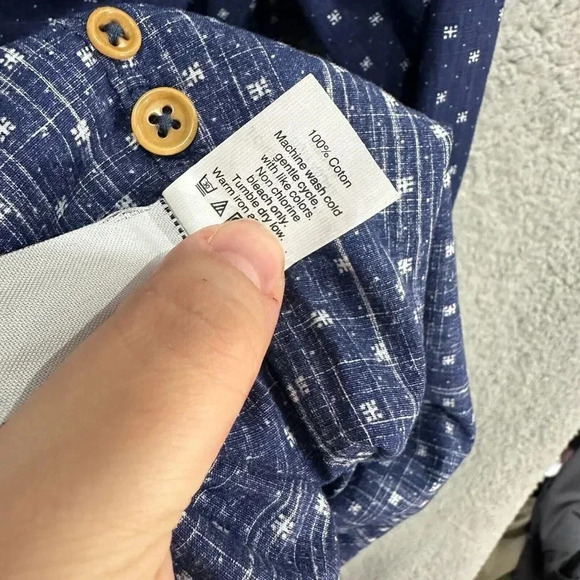 100% Coton
Machine wash cold
gentle cycle,
with like colors.
Non chlorine
bleach only.
Tumble dry low.
Warm iron as